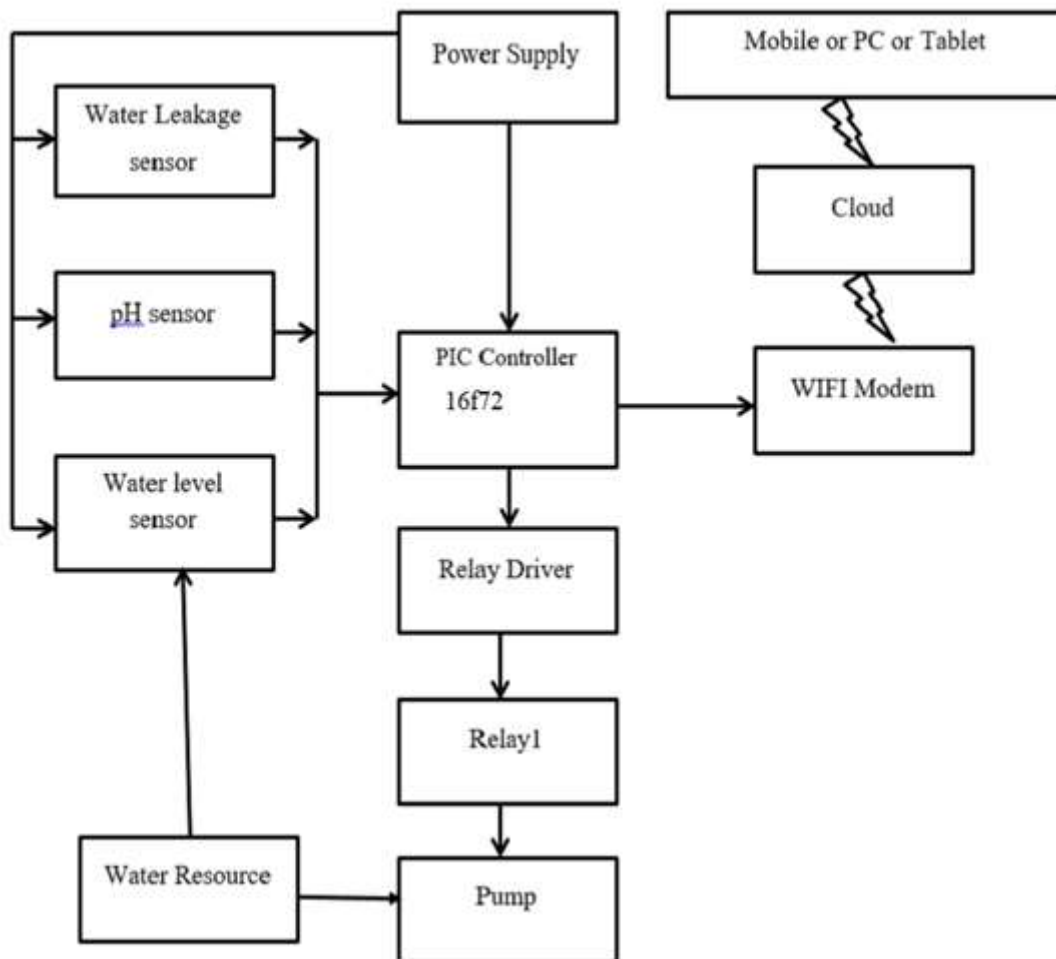 Power Supply
Mobile or PC or Tablet
Water Leakage
sensor
Cloud
pH sensor
PIC Controller
16f72
WIFI Modem
Water level
sensor
Relay Driver
Relay1
Water Resource
Pump